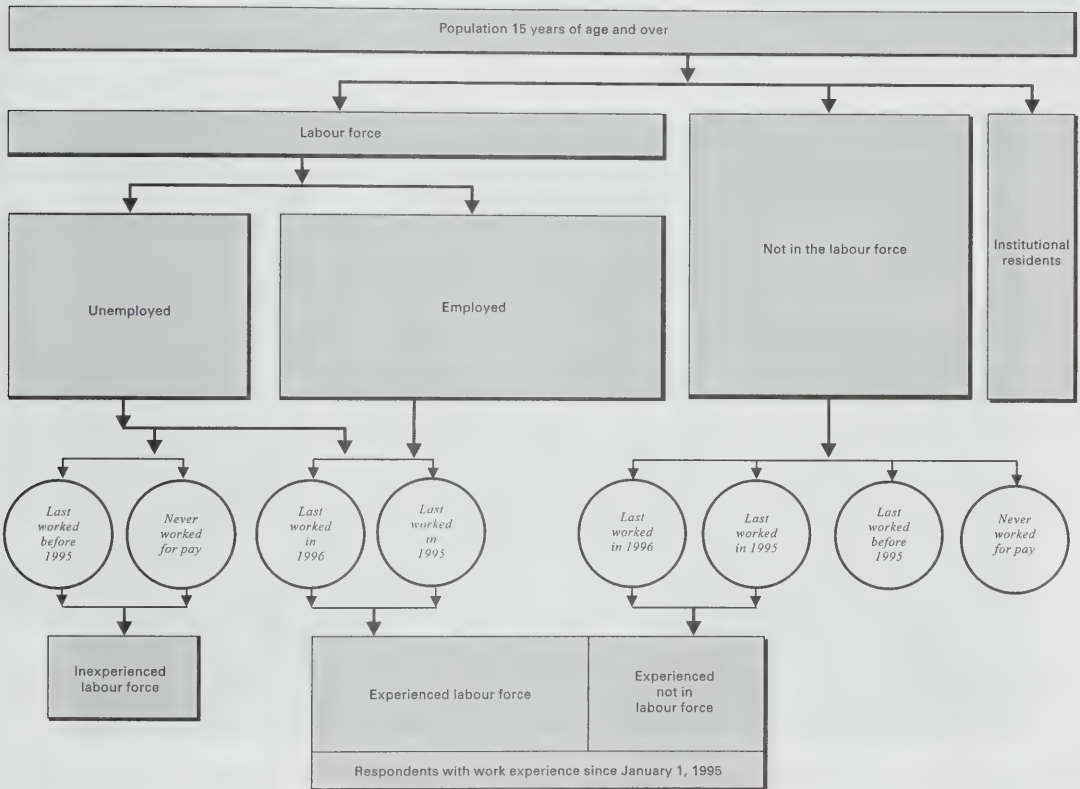 Population 15 years of age and over
Labour force
Not in the labour force
Institutional
residents
Unemployed
Employed
Last
worked
before
1995
Never
worked
for pay
Last
worked
in
1996
Last
worked
in
1995
Last
worked
in 1996
Last
worked
in 1995
Last
worked
before
1995
Never
worked
for pay
Inexperienced
labour force
Experienced labour force
Experienced
not in
labour force
Respondents with work experience since January 1, 1995